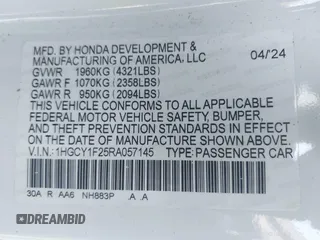 MFD. BY HONDA DEVELOPMENT &
MANUFACTURING OF AMERICA, LLC 04/24
GVWR 1960KG (4321LBS)
GAWR F 1070KG (2358LBS)
GAWR R 950KG (2094LBS)
THIS VEHICLE CONFORMS TO ALL APPLICABLE
FEDERAL MOTOR VEHICLE SAFETY, BUMPER,
AND THEFT PREVENTION STANDARDS IN EFFECT
ON THE DATE OF MANUFACTURE SHOWN ABOVE.
V.I.N:1HGCY1F25RA057145 TYPE:PASSENGER CAR
30A R AA6 NH883P .A .A
STAT.VIN